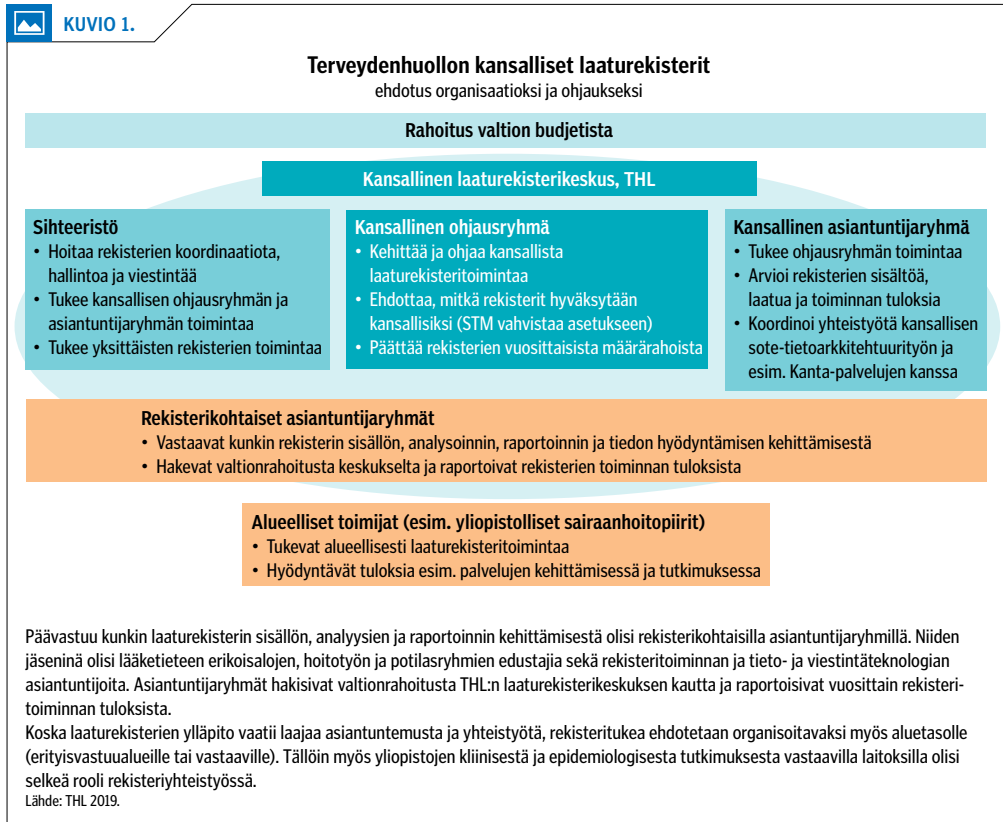 KUVIO 1.
Terveydenhuollon kansalliset laaturekisterit
ehdotus organisaatioksi ja ohjaukseksi
Rahoitus valtion budjetista
Kansallinen laaturekisterikeskus, THL
Sihteeristö
• Hoitaa rekisterien koordinaatiota,
hallintoa ja viestintää
• Tukee kansallisen ohjausryhmän ja
asiantuntijaryhmän toimintaa
• Tukee yksittäisten rekisterien toimintaa
Kansallinen ohjausryhmä
• Kehittää ja ohjaa kansallista
laaturekisteritoimintaa
• Ehdottaa, mitkä rekisterit hyväksytään
kansallisiksi (STM vahvistaa asetukseen)
• Päättää rekisterien vuosittaisista määrärahoista
Kansallinen asiantuntijaryhmä
• Tukee ohjausryhmän toimintaa
• Arvioi rekisterien sisältöä,
laatua ja toiminnan tuloksia
• Koordinoi yhteistyötä kansallisen
sote-tietoarkkitehtuurityön ja
esim. Kanta-palvelujen kanssa
Rekisterikohtaiset asiantuntijaryhmät
• Vastaavat kunkin rekisterin sisällön, analysoinnin, raportoinnin ja tiedon hyödyntämisen kehittämisestä
• Hakevat valtionrahoitusta keskukselta ja raportoivat rekisterien toiminnan tuloksista
Alueelliset toimijat (esim. yliopistolliset sairaanhoitopiirit)
• Tukevat alueellisesti laaturekisteritoimintaa
• Hyödyntävät tuloksia esim. palvelujen kehittämisessä ja tutkimuksessa
Päävastuu kunkin laaturekisterin sisällön, analyysien ja raportoinnin kehittämisestä olisi rekisterikohtaisilla asiantuntijaryhmillä. Niiden
jäseninä olisi lääketieteen erikoisalojen, hoitotyön ja potilasryhmien edustajia sekä rekisteritoiminnan ja tieto- ja viestintäteknologian
asiantuntijoita. Asiantuntijaryhmät hakisivat valtionrahoitusta THL:n laaturekisterikeskuksen kautta ja raportoisivat vuosittain rekisteri-
toiminnan tuloksista.
Koska laaturekisterien ylläpito vaatii laajaa asiantuntemusta ja yhteistyötä, rekisteritukea ehdotetaan organisoitavaksi myös aluetasolle
(erityisvastuualueille tai vastaaville). Tällöin myös yliopistojen kliinisestä ja epidemiologisesta tutkimuksesta vastaavilla laitoksilla olisi
selkeä rooli rekisteriyhteistyössä.
Lähde: THL 2019.